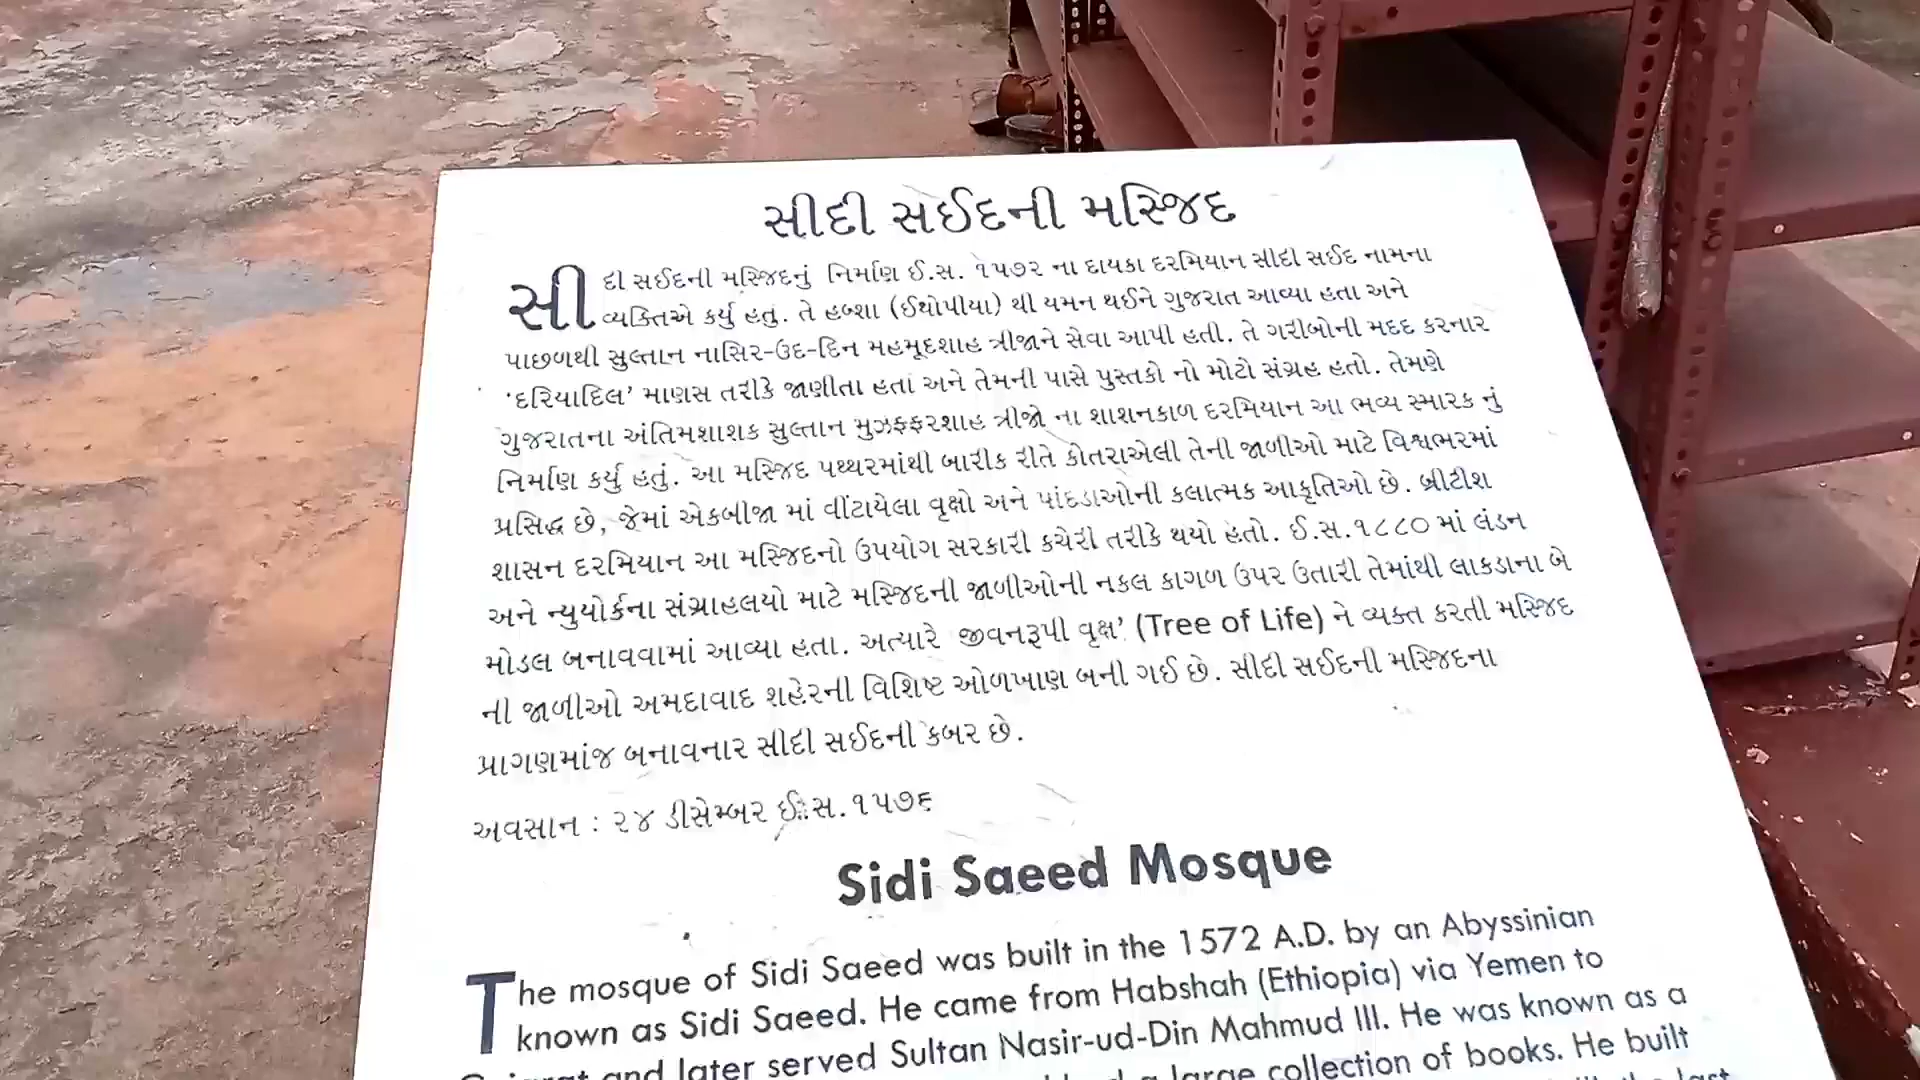 સીદી સઈદની મસ્જિદ
સીદી સઈદની મસ્જિદનું નિર્માણ ઈ.સ. ૧૫૭૨ ના દાયકા દરમિયાન સીદી સઈદ નામના
વ્યક્તિએ કર્યુ હતુ. તે હબ્શા (ઈથોપીયા) થી યમન થઈને ગુજરાત આવ્યા હતા અને
પાછળથી સુલ્તાન નાસિર-ઉદ-દિન મહમૂદશાહ ત્રીજાને સેવા આપી હતી. તે ગરીબોની મદદ કરનાર
‘દરિયાદિલ’ માણસ તરીકે જાણીતા હતાં અને તેમની પાસે પુસ્તકો નો મોટો સંગ્રહ હતો. તેમણે
ગુજરાતના અંતિમશાશક સુલ્તાન મુઝફ્ફરશાહ ત્રીજો ના શાશનકાળ દરમિયાન આ ભવ્ય સ્મારક નું
નિર્માણ કર્યુ હતું. આ મસ્જિદ પથ્થરમાંથી બારીક રીતે કોતરાએલી તેની જાળીઓ માટે વિશ્વભરમાં
પ્રસિદ્ધ છે, જેમાં એકબીજા માં વીંટાયેલા વૃક્ષો અને પાંદડાઓની કલાત્મક આકૃતિઓ છે. બ્રીટીશ
શાસન દરમિયાન આ મસ્જિદનો ઉપયોગ સરકારી કચેરી તરીકે થયો હતો. ઈ.સ.૧૮૮૦ માં લંડન
અને ન્યુયોર્કના સંગ્રાહલયો માટે મસ્જિદની જાળીઓની નકલ કાગળ ઉપર ઉતારી તેમાંથી લાકડાના બે
મોડલ બનાવવામાં આવ્યા હતા. અત્યારે જીવનરૂપી વૃક્ષ’ (Tree of Life) ને વ્યક્ત કરતી મસ્જિદ
ની જાળીઓ અમદાવાદ શહેરની વિશિષ્ટ ઓળખાણ બની ગઈ છે. સીદી સઈદની મસ્જિદના
પ્રાગણમાંજ બનાવનાર સીદી સઈદની કબર છે.
અવસાન : ૨૪ ડીસેમ્બર ઈ.સ.૧૫૭૬
Sidi Saeed Mosque
The mosque of Sidi Saeed was built in the 1572 A.D. by an Abyssinian
known as Sidi Saeed. He came from Habshah (Ethiopia) via Yemen to
Gujarat and later served Sultan Nasir-ud-Din Mahmud III. He was known as a
a large collection of books. He built
the last